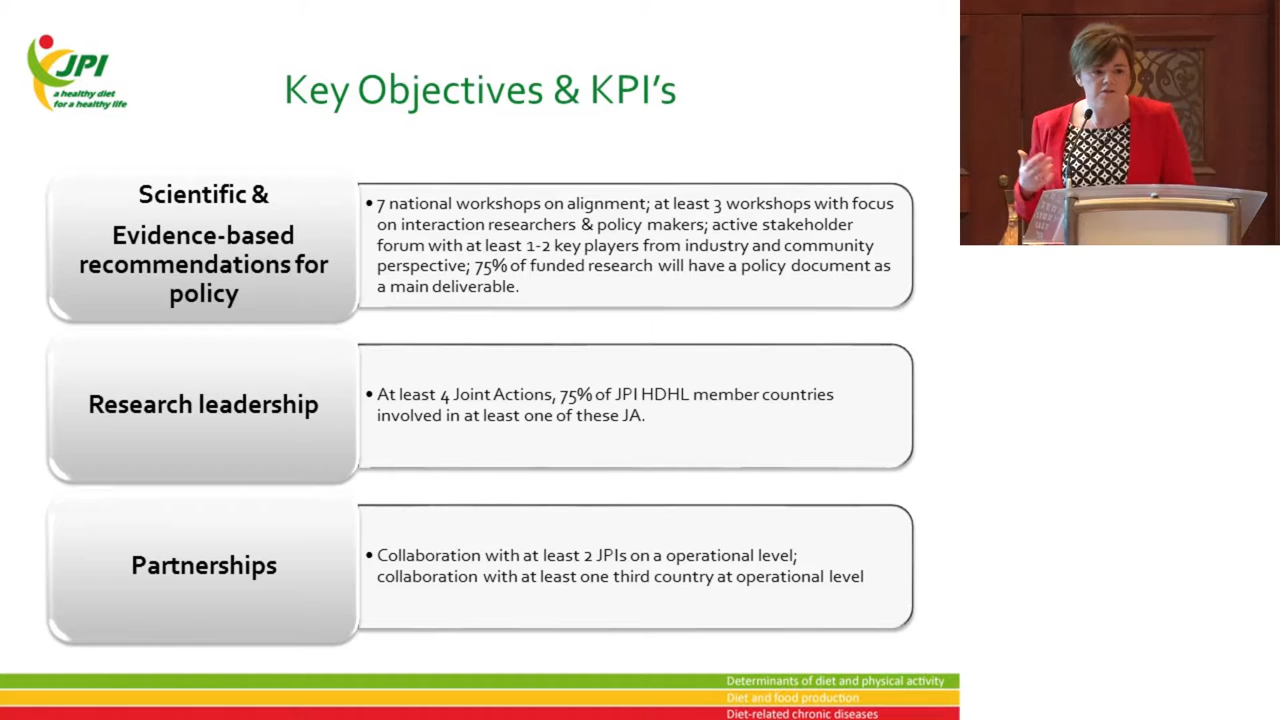 JPI
a healthy diet
for a healthy life
Key Objectives & KPI's
Scientific &
Evidence-based
recommendations for
policy
• 7 national workshops on alignment; at least 3 workshops with focus
on interaction researchers & policy makers; active stakeholder
forum with at least 1-2 key players from industry and community
perspective; 75% of funded research will have a policy document as
a main deliverable.
Research leadership
• At least 4 Joint Actions, 75% of JPI HDHL member countries
involved in at least one of these JA.
Partnerships
• Collaboration with at least 2 JPIs on a operational level;
collaboration with at least one third country at operational level
Determinants of diet and physical activity
Diet and food production
Diet-related chronic diseases